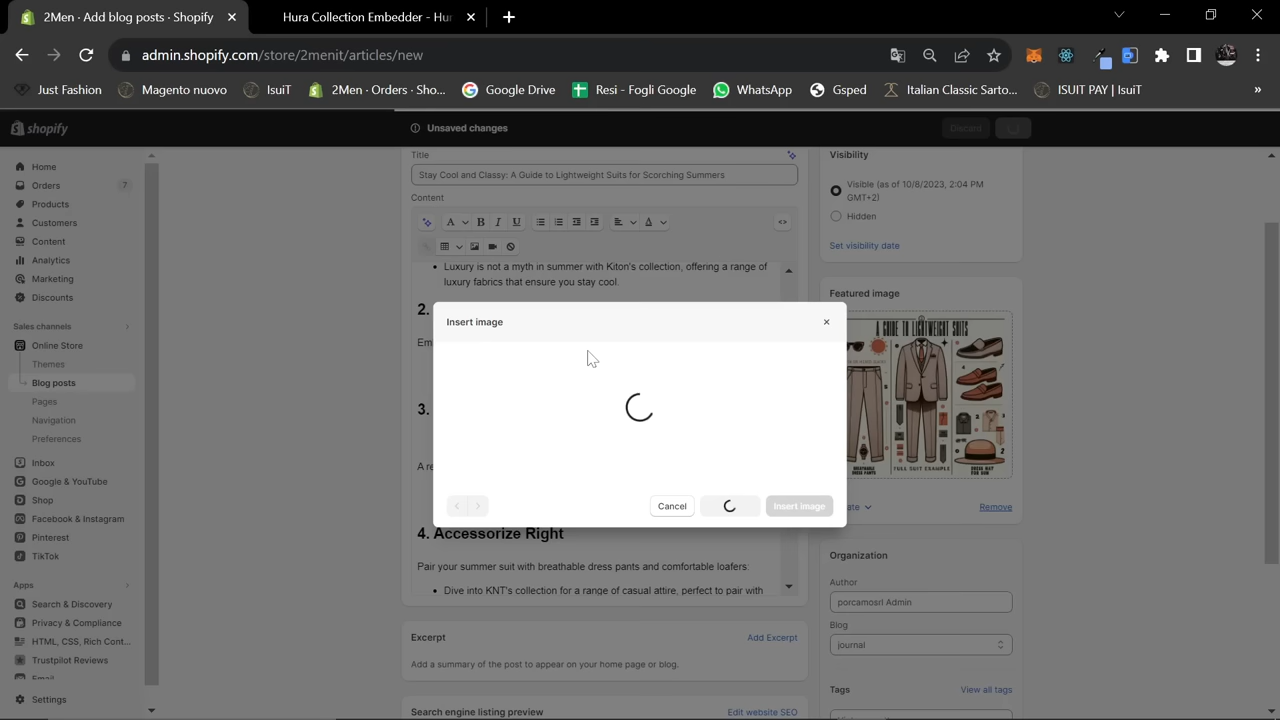 2Men · Add blog posts · Shopify
Hura Collection Embedder - Hur
admin.shopify.com/store/2menit/articles/new
Just Fashion
Magento nuovo
IsuiT
2Men · Orders · Sho...
Google Drive
Resi - Fogli Google
WhatsApp
Gsped
Italian Classic Sarto...
ISUIT PAY | IsuiT
»
shopify
Unsaved changes
Discard
Home
Orders
7
Products
Customers
Content
Analytics
Marketing
Discounts
Sales channels
Online Store
Themes
Blog posts
Pages
Navigation
Preferences
Inbox
Google & YouTube
Shop
Facebook & Instagram
Pinterest
TikTok
Apps
Search & Discovery
Privacy & Compliance
HTML, CSS, Rich Cont...
Trustpilot Reviews
Email
Settings
Title
Stay Cool and Classy: A Guide to Lightweight Suits for Scorching Summers
Content
A
B
I
U
A
<>
Luxury is not a myth in summer with Kiton's collection, offering a range of
luxury fabrics that ensure you stay cool.
2.
Em
3.
A re
Insert image
Cancel
Insert image
4. Accessorize Right
Pair your summer suit with breathable dress pants and comfortable loafers:
Dive into KNT's collection for a range of casual attire, perfect to pair with
Excerpt
Add Excerpt
Add a summary of the post to appear on your home page or blog.
Search engine listing preview
Edit website SEO
Visibility
Visible (as of 10/8/2023, 2:04 PM
GMT+2)
Hidden
Set visibility date
Featured image
A GUIDE TO LIGHTWEIGHT SUITS
FULL SUIT EXAMPLE
Remove
Organization
Author
porcamosrl Admin
Blog
journal
Tags
View all tags